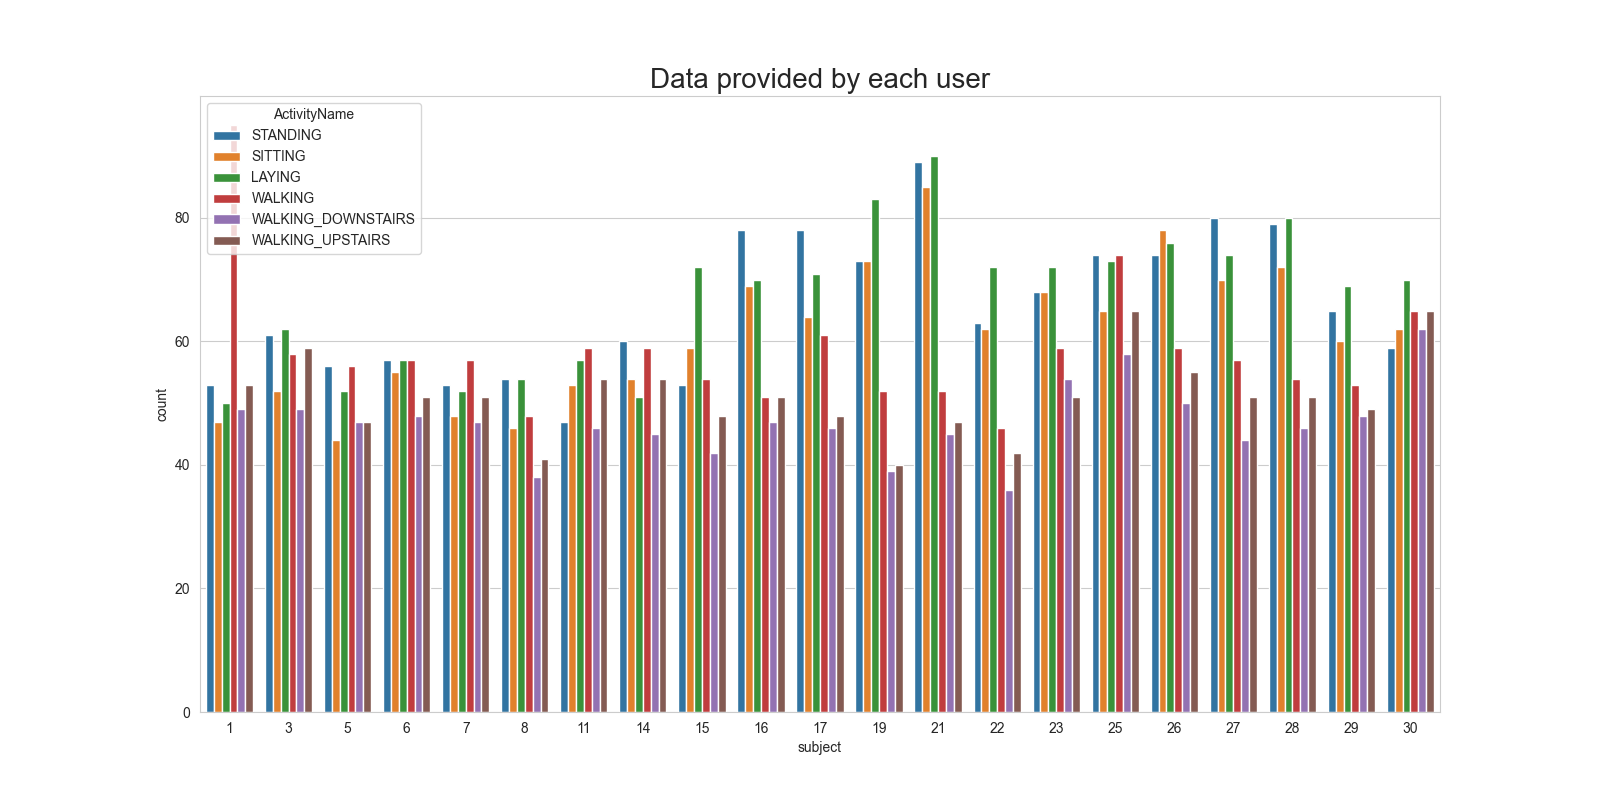 Data provided by each user
ActivityName
STANDING
SITTING
LAYING
WALKING
WALKING_DOWNSTAIRS
WALKING_UPSTAIRS
80
60
40
20
0
count
1 3 5 6 7 8 11 14 15 16 17 19 21 22 23 25 26 27 28 29 30
subject